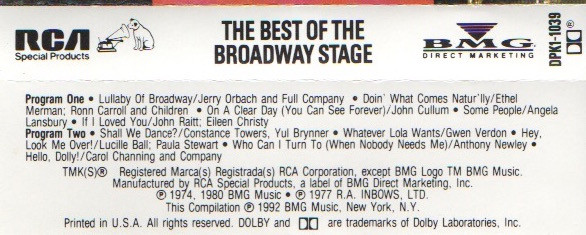 RCA
Special Products
THE BEST OF THE
BROADWAY STAGE
BMG
DIRECT MARKETING
DPK1-1039
Program One • Lullaby Of Broadway/Jerry Orbach and Full Company • Doin' What Comes Natur'lly/Ethel
Merman; Ronn Carroll and Children • On A Clear Day (You Can See Forever)/John Cullum • Some People/Angela
Lansbury • If I Loved You/John Raitt; Eileen Christy
Program Two • Shall We Dance?/Constance Towers, Yul Brynner • Whatever Lola Wants/Gwen Verdon • Hey,
Look Me Over!/Lucille Ball; Paula Stewart • Who Can I Turn To (When Nobody Needs Me)/Anthony Newley •
Hello, Dolly!/Carol Channing and Company
TMK(S)® Registered Marca(s) Registrada(s) RCA Corporation, except BMG Logo TM BMG Music.
Manufactured by RCA Special Products, a label of BMG Direct Marketing, Inc.
℗ 1974, 1980 BMG Music • ℗ 1977 R.A. INBOWS, LTD.
This Compilation ℗ 1992 BMG Music, New York, N.Y.
Printed in U.S.A. All rights reserved. DOLBY and are trademarks of Dolby Laboratories, Inc.